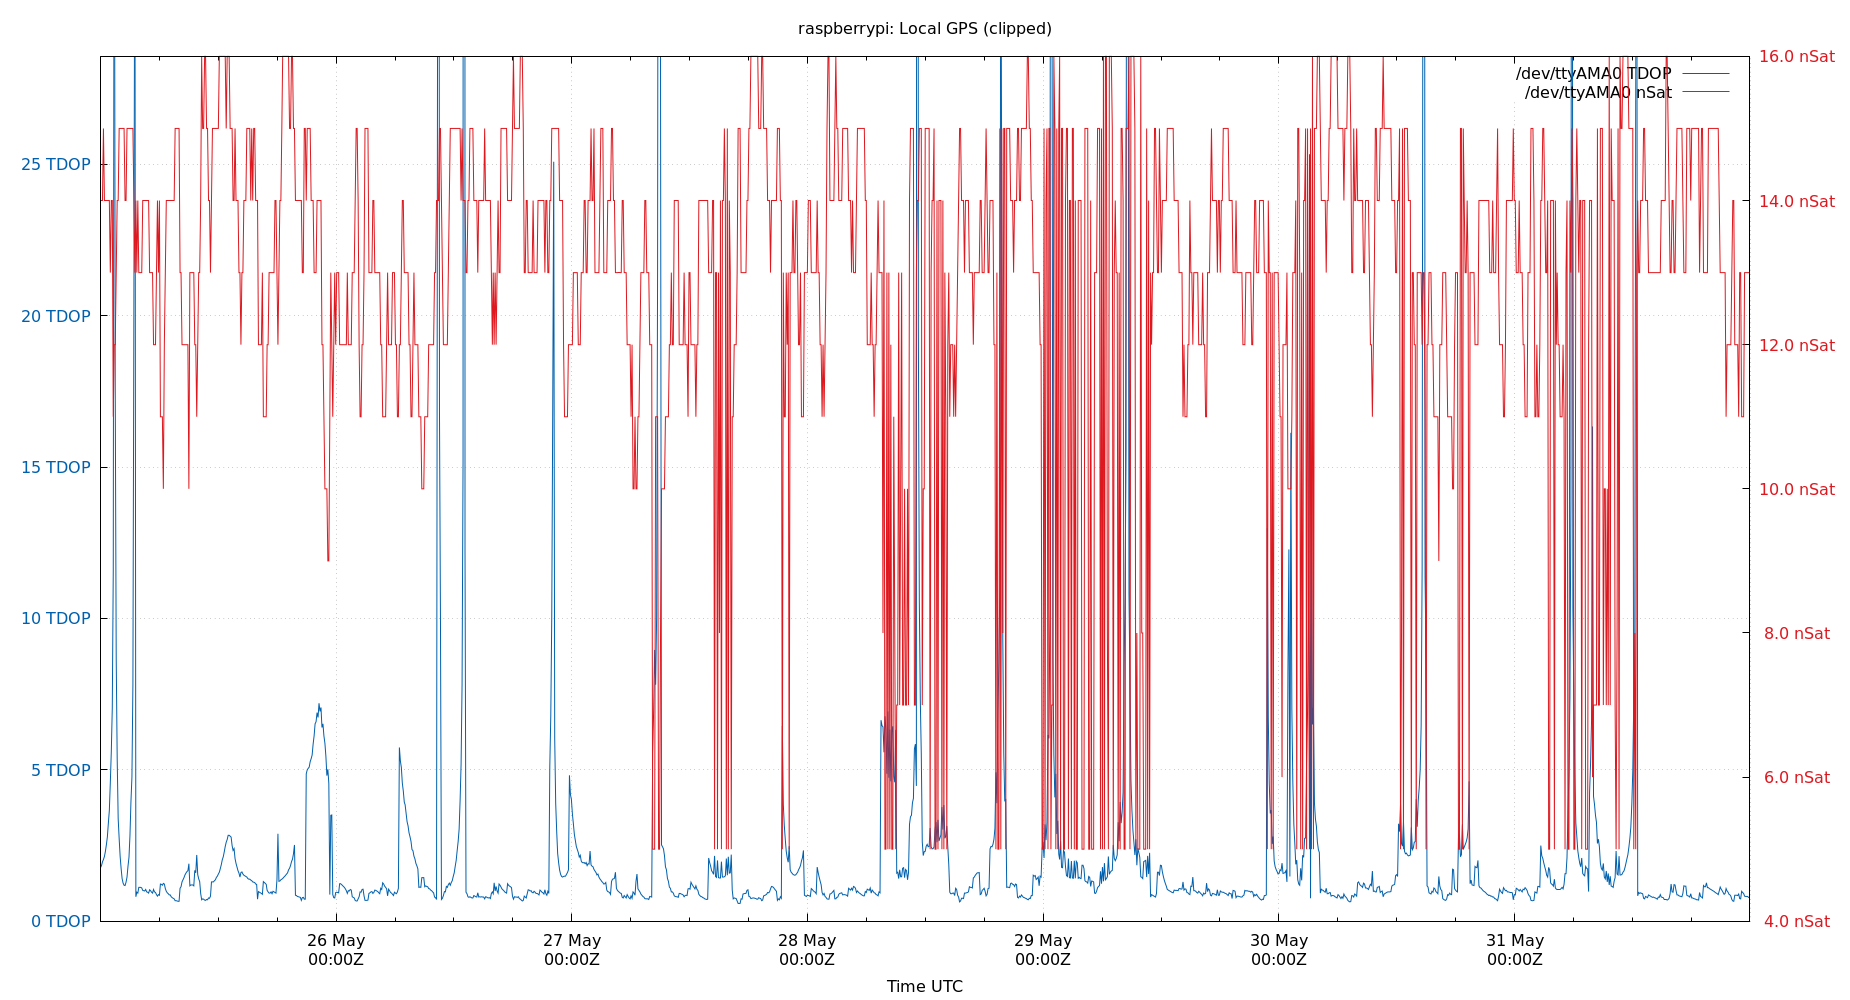 raspberrypi: Local GPS (clipped)
/dev/ttyAMA0 TDOP
/dev/ttyAMA0 nSat
25 TDOP
20 TDOP
15 TDOP
10 TDOP
5 TDOP
0 TDOP
16.0 nSat
14.0 nSat
12.0 nSat
10.0 nSat
8.0 nSat
6.0 nSat
4.0 nSat
26 May
00:00Z
27 May
00:00Z
28 May
00:00Z
29 May
00:00Z
30 May
00:00Z
31 May
00:00Z
Time UTC